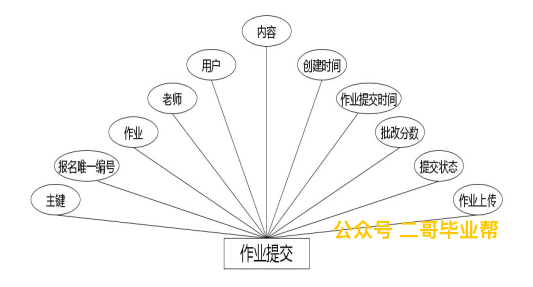 内容
用户
创建时间
老师
作业提交时间
作业
批改分数
报名唯一编号
提交状态
主键
作业上传
公众号 二哥毕业帮
作业提交